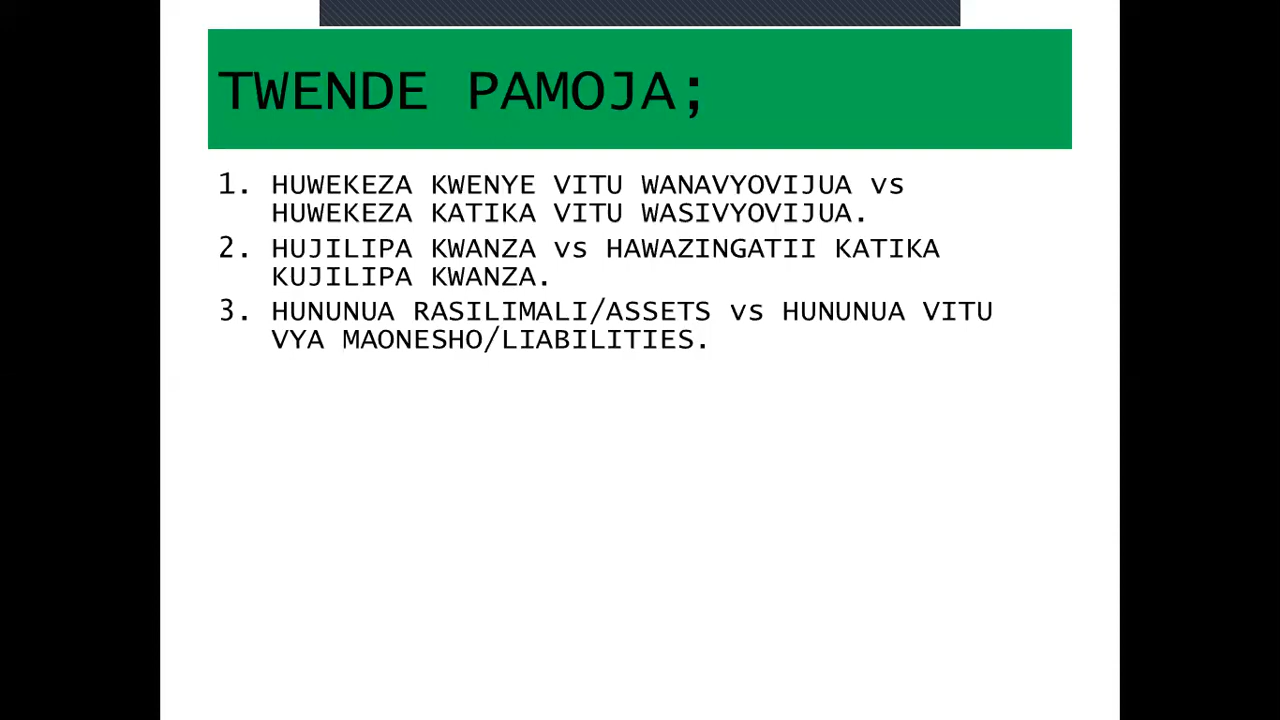 TWENDE PAMOJA;
1. HUWEKEZA KWENYE VITU WANAVYOVIJUA vs
HUWEKEZA KATIKA VITU WASIVYOVIJUA.
2. HUJILIPA KWANZA vs HAWAZINGATII KATIKA
KUJILIPA KWANZA.
3. HUNUNUA RASILIMALI/ASSETS vs HUNUNUA VITU
VYA MAONESHO/LIABILITIES.